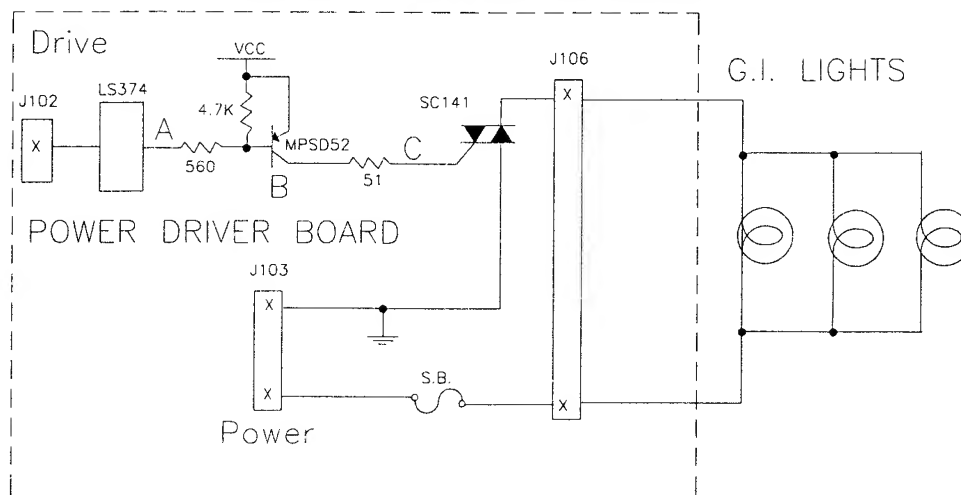 Drive
VCC
J106
G.I. LIGHTS
J102
LS374
4.7K
SC141
X
X
A
MPSD52
C
560
B
51
POWER DRIVER BOARD
J103
X
S.B.
X
X
Power